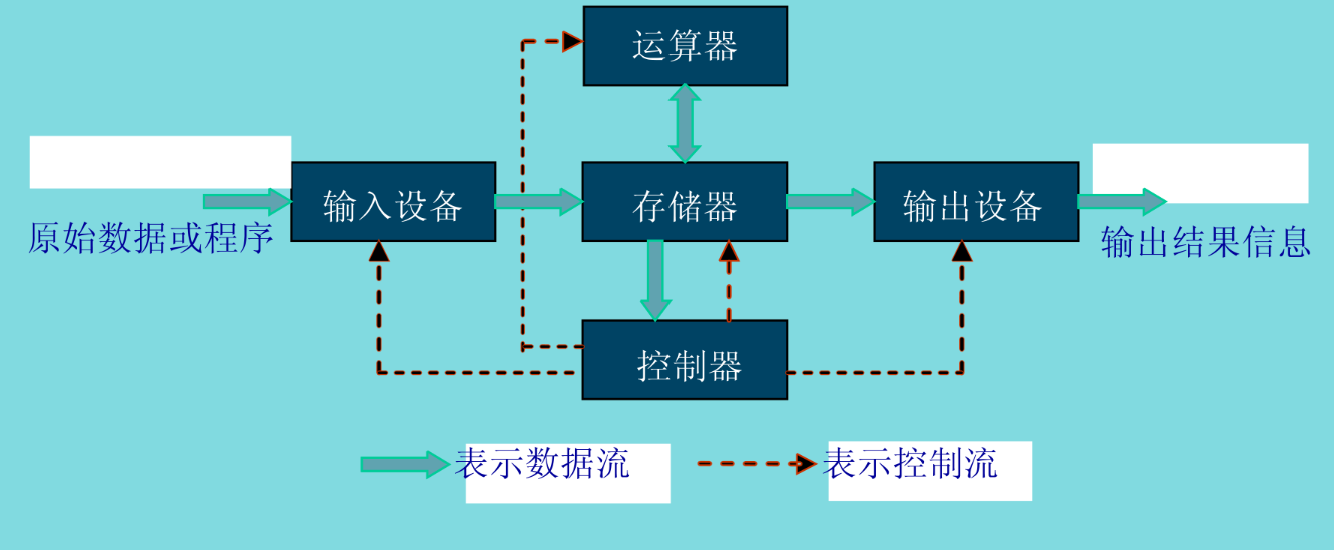 运算器
输入设备
存储器
输出设备
原始数据或程序
输出结果信息
控制器
表示数据流
表示控制流